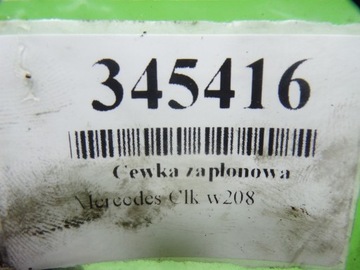 345416
Cewka zapłonowa
Mercedes Clk w208